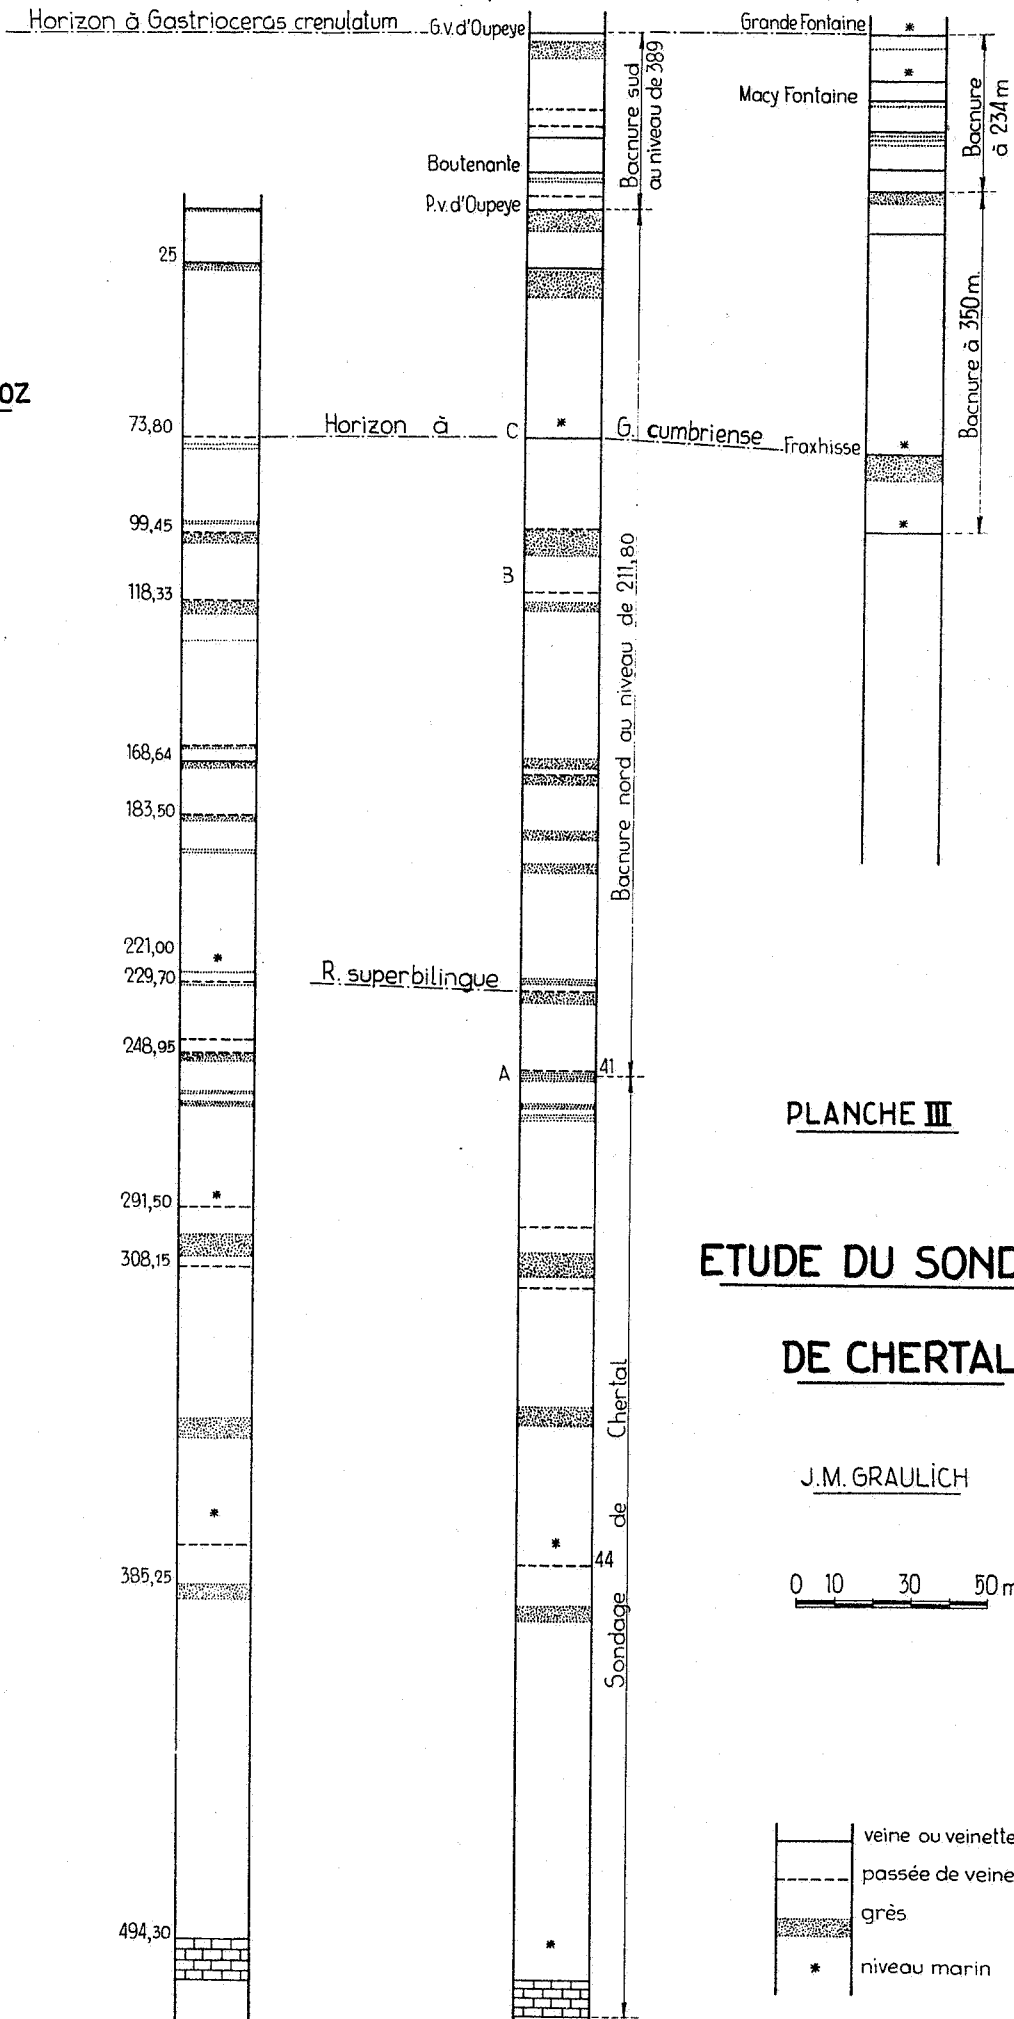 Horizon à Gastrioceras crenulatum
G.v.d'Oupeye
Grande Fontaine
Macy Fontaine
Bacnure
à 234 m
Bacnure sud
au niveau de 389
Boutenante
P.v.d'Oupeye
25
Bacnure à 350m.
OZ
73,80
Horizon à
C
G. cumbriense
Fraxhisse
99,45
B
118,33
Bacnure nord au niveau de 211,80
168,64
183,50
221,00
229,70
R. superbilingue
248,95
A
41
PLANCHE III
291,50
308,15
ETUDE DU SOND
DE CHERTAL
Sondage de Chertal
J.M. GRAULICH
44
385,25
0 10 30 50 m
veine ou veinette
passée de veine
grès
494,30
* niveau marin